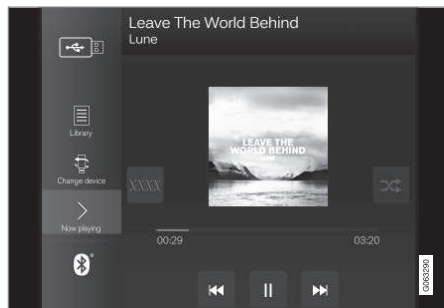 Leave The World Behind
Lune
Library
Change device
Now playing
LEAVE THE
WORLD BEHIND
LUNE
XXXX
00:29
03:20
G063290